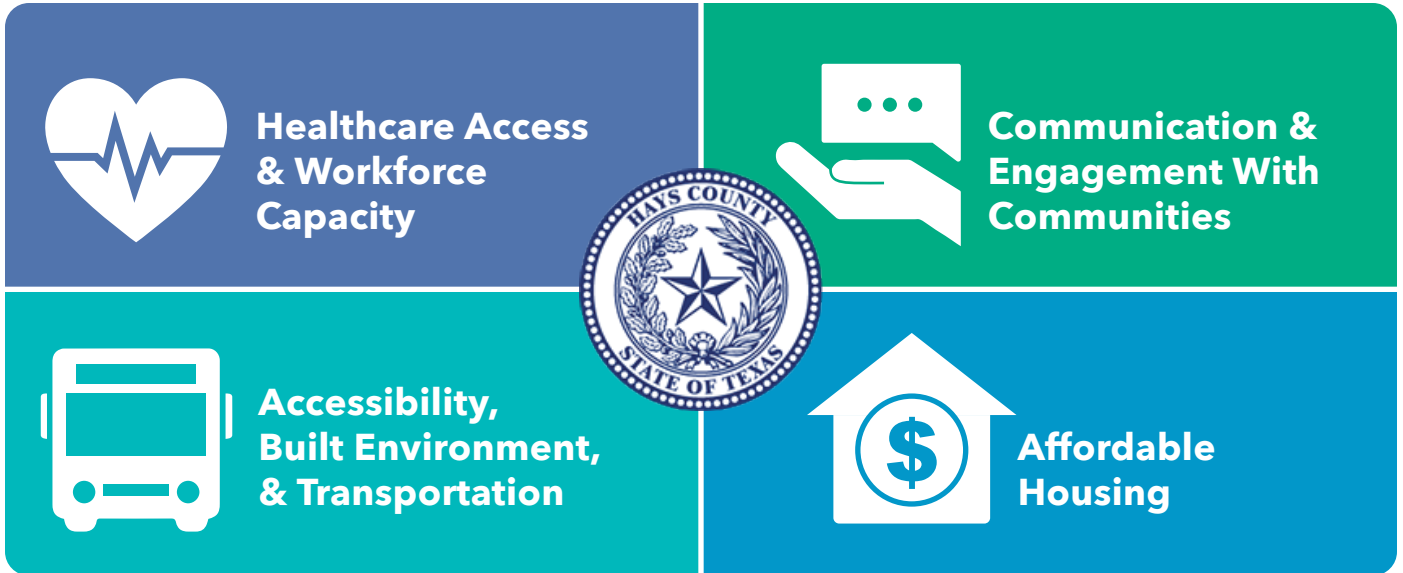 Healthcare Access
& Workforce
Capacity
Communication &
Engagement With
Communities
HAYS COUNTY
STATE OF TEXAS
Accessibility,
Built Environment,
& Transportation
$
Affordable
Housing